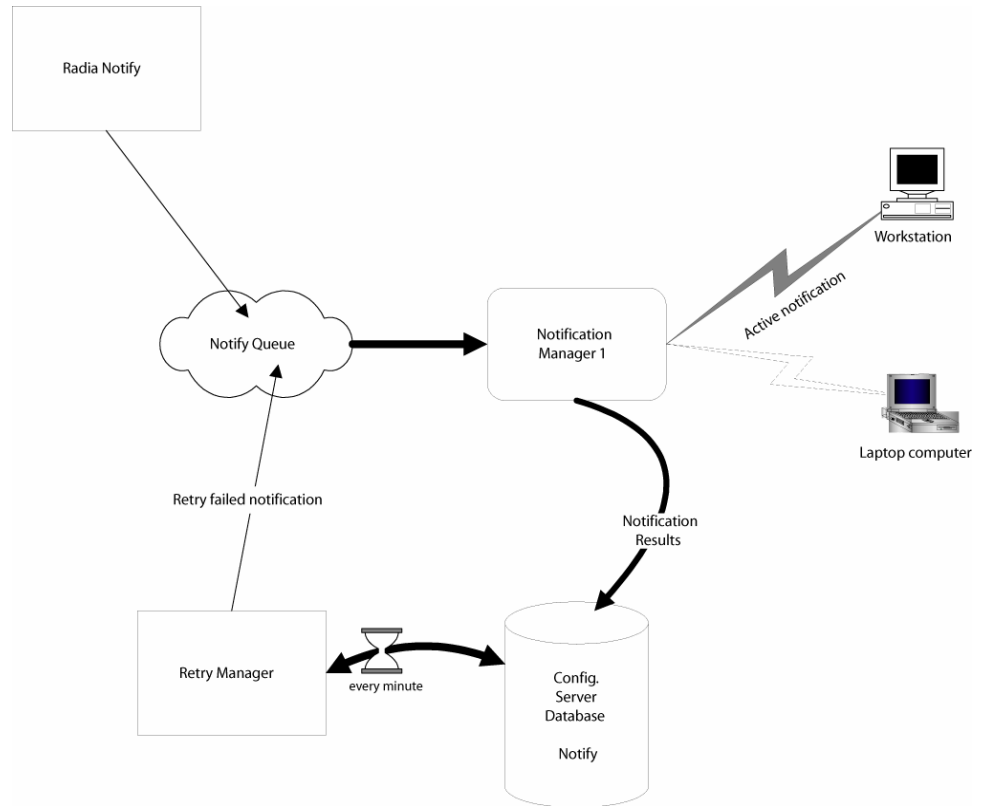 Radia Notify
Workstation
Active notification
Notify Queue
Notification
Manager 1
Laptop computer
Retry failed notification
Notification
Results
Retry Manager
every minute
Config.
Server
Database
Notify